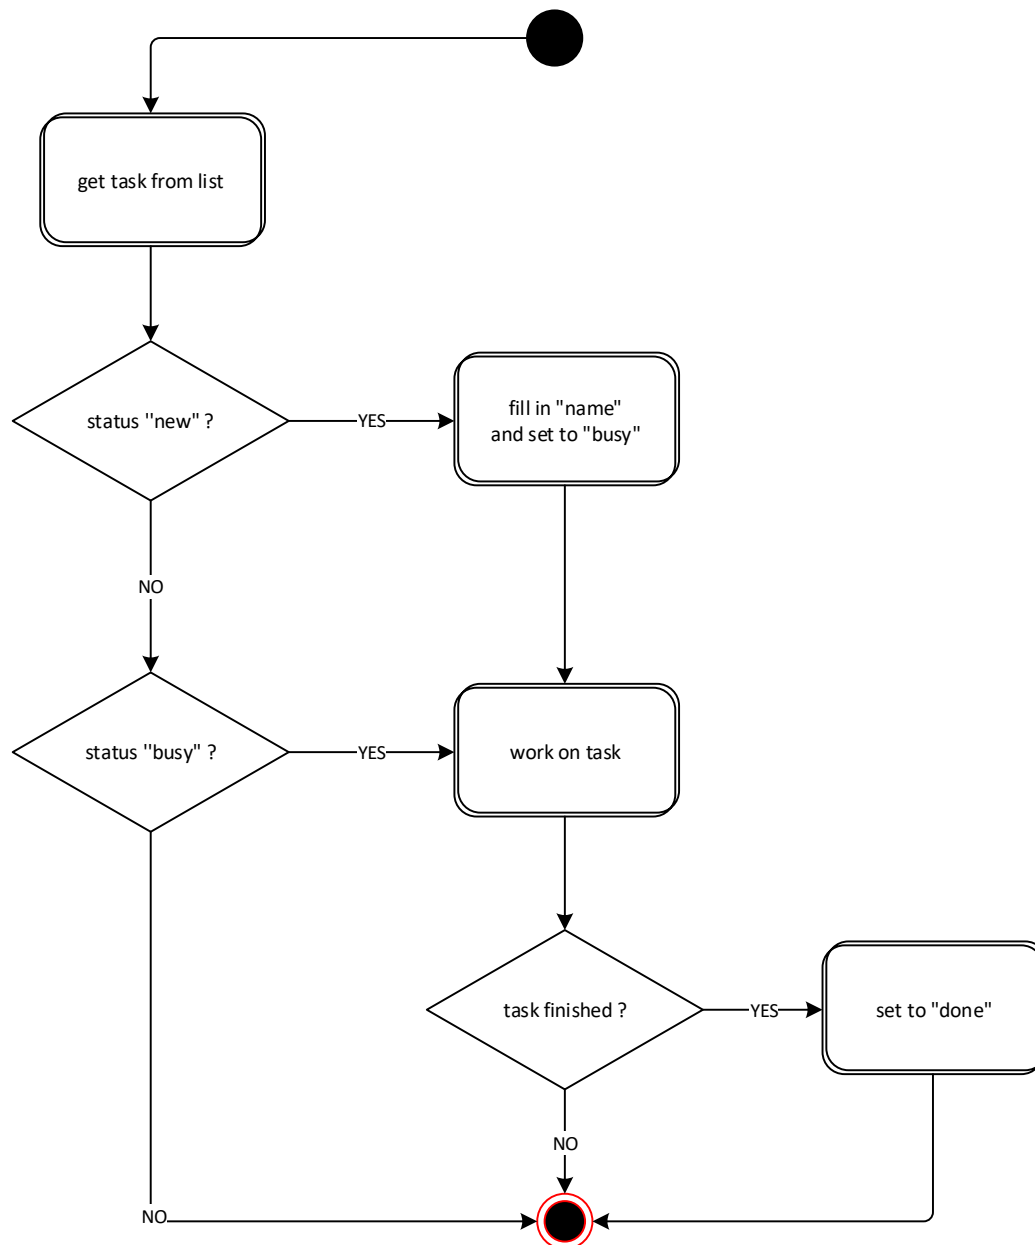 get task from list
status "new" ?
YES
fill in "name"
and set to "busy"
NO
status "busy" ?
YES
work on task
task finished ?
YES
set to "done"
NO
NO